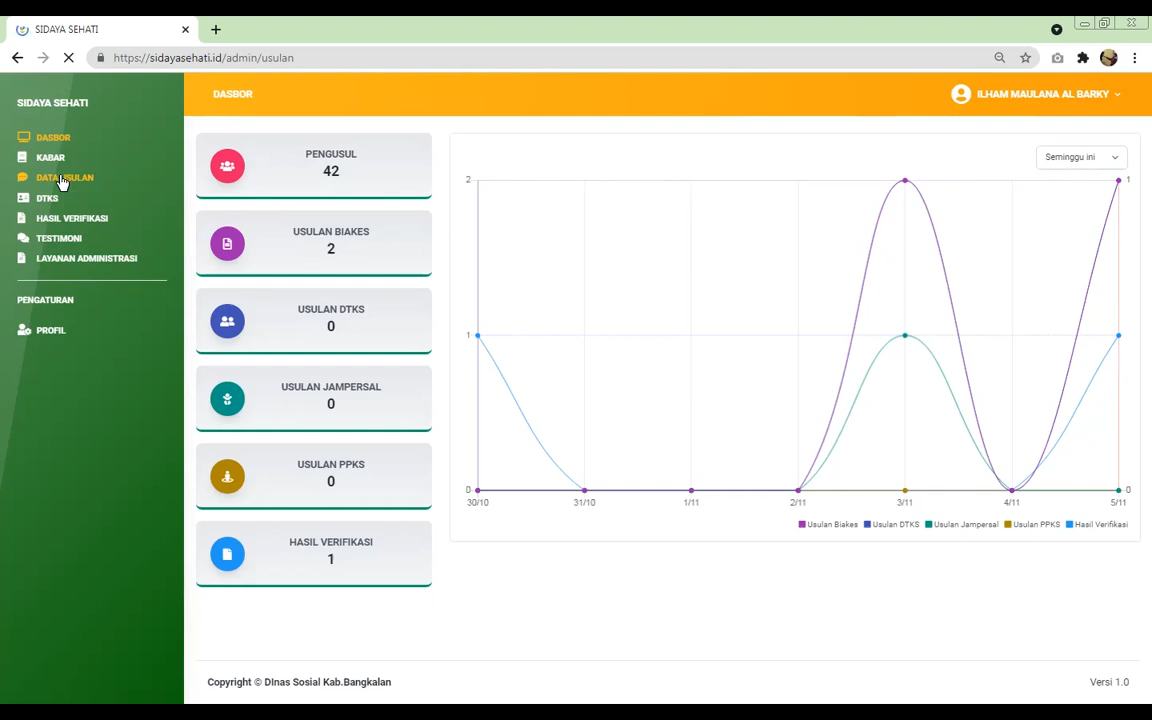 SIDAYA SEHATI
https://sidayasehati.id/admin/usulan
SIDAYA SEHATI
DASBOR
KABAR
DATA USULAN
DTKS
HASIL VERIFIKASI
TESTIMONI
LAYANAN ADMINISTRASI
PENGATURAN
PROFIL
DASBOR
ILHAM MAULANA AL BARKY
PENGUSUL
42
USULAN BIAKES
2
USULAN DTKS
0
USULAN JAMPERSAL
0
USULAN PPKS
0
HASIL VERIFIKASI
1
Seminggu ini
2
1
1
0
0
30/10 31/10 1/11 2/11 3/11 4/11 5/11
Usulan Biakes Usulan DTKS Usulan Jampersal Usulan PPKS Hasil Verifikasi
Copyright © DInas Sosial Kab.Bangkalan
Versi 1.0